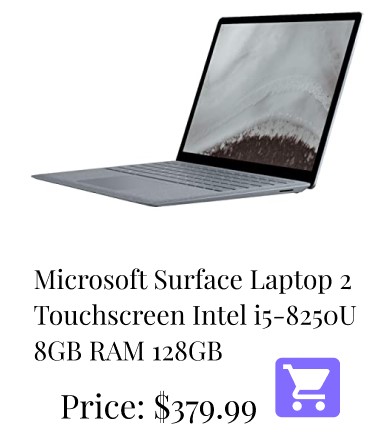 Microsoft Surface Laptop 2
Touchscreen Intel i5-8250U
8GB RAM 128GB
Price: $379.99